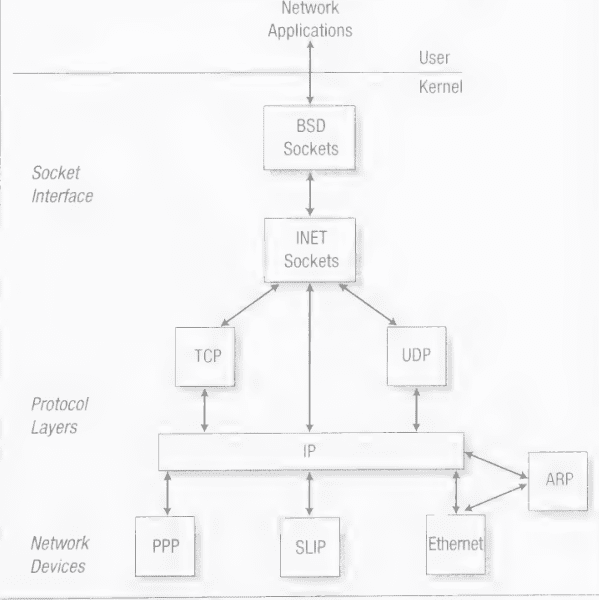 Network
Applications
User
Kernel
BSD
Sockets
Socket
Interface
INET
Sockets
TCP
UDP
Protocol
Layers
IP
ARP
Network
Devices
PPP
SLIP
Ethernet